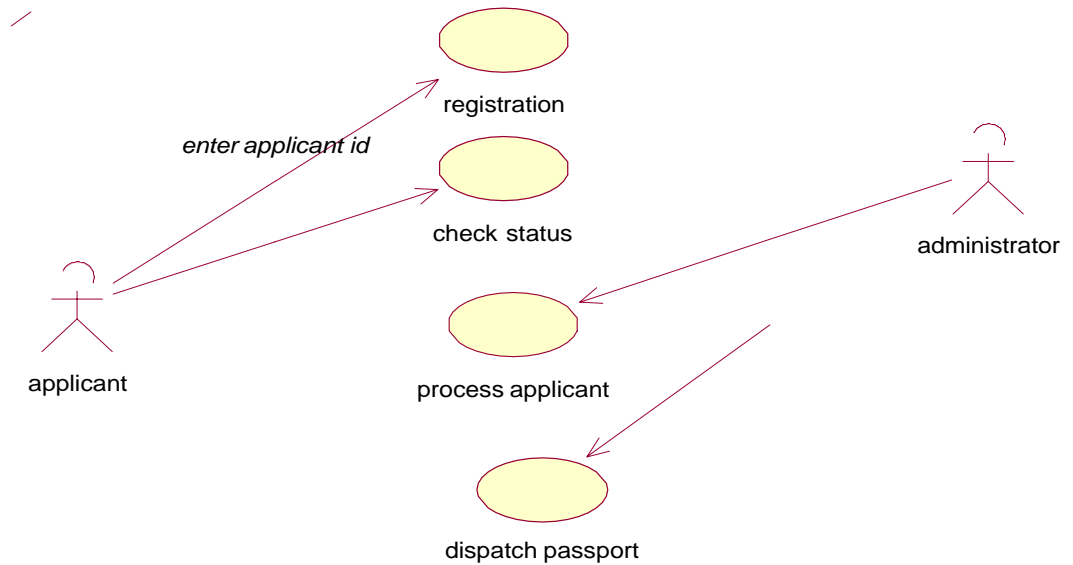 registration
enter applicant id
check status
administrator
applicant
process applicant
dispatch passport